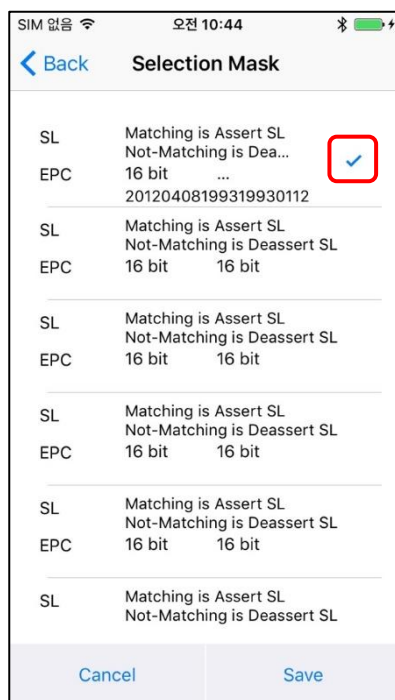 SIM 없음 오전 10:44
Back Selection Mask
SL Matching is Assert SL
Not-Matching is Dea...
EPC 16 bit ...
20120408199319930112
SL Matching is Assert SL
Not-Matching is Deassert SL
EPC 16 bit 16 bit
SL Matching is Assert SL
Not-Matching is Deassert SL
EPC 16 bit 16 bit
SL Matching is Assert SL
Not-Matching is Deassert SL
EPC 16 bit 16 bit
SL Matching is Assert SL
Not-Matching is Deassert SL
EPC 16 bit 16 bit
SL Matching is Assert SL
Not-Matching is Deassert SL
Cancel Save